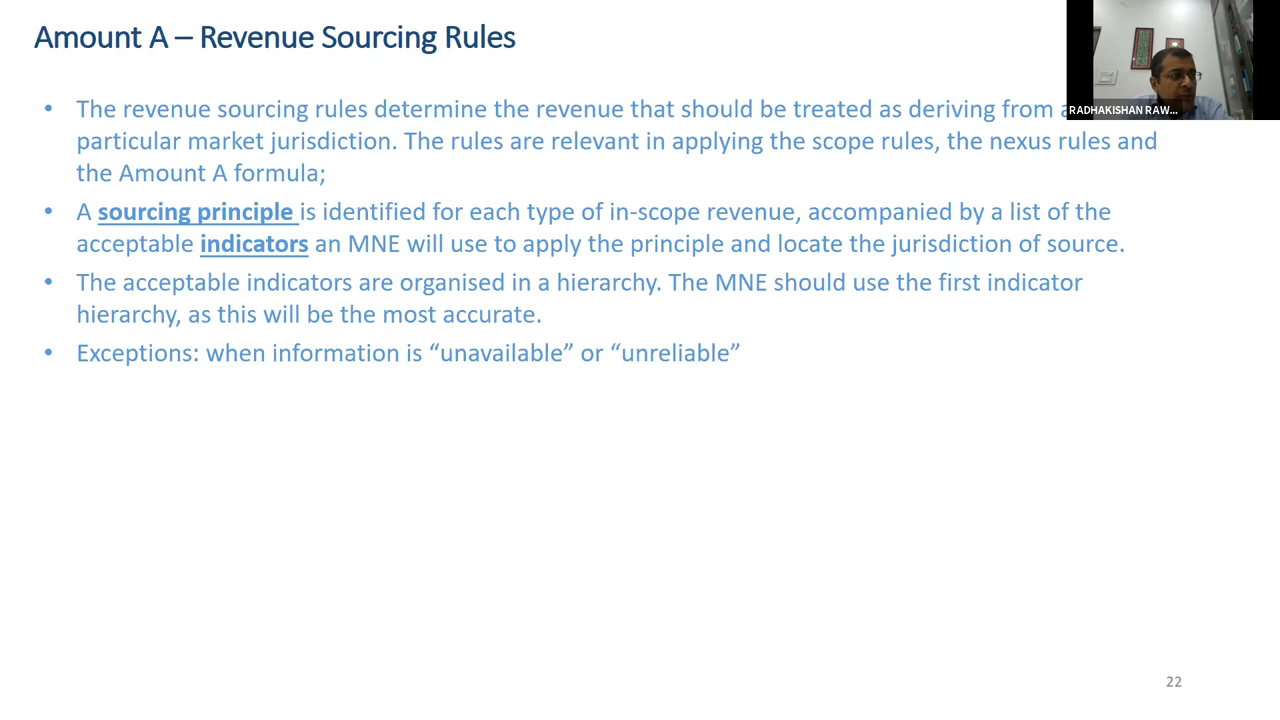 Amount A – Revenue Sourcing Rules
• The revenue sourcing rules determine the revenue that should be treated as deriving from a
particular market jurisdiction. The rules are relevant in applying the scope rules, the nexus rules and
the Amount A formula;
• A sourcing principle is identified for each type of in-scope revenue, accompanied by a list of the
acceptable indicators an MNE will use to apply the principle and locate the jurisdiction of source.
• The acceptable indicators are organised in a hierarchy. The MNE should use the first indicator
hierarchy, as this will be the most accurate.
• Exceptions: when information is “unavailable” or “unreliable”
RADHAKISHAN RAW...
22